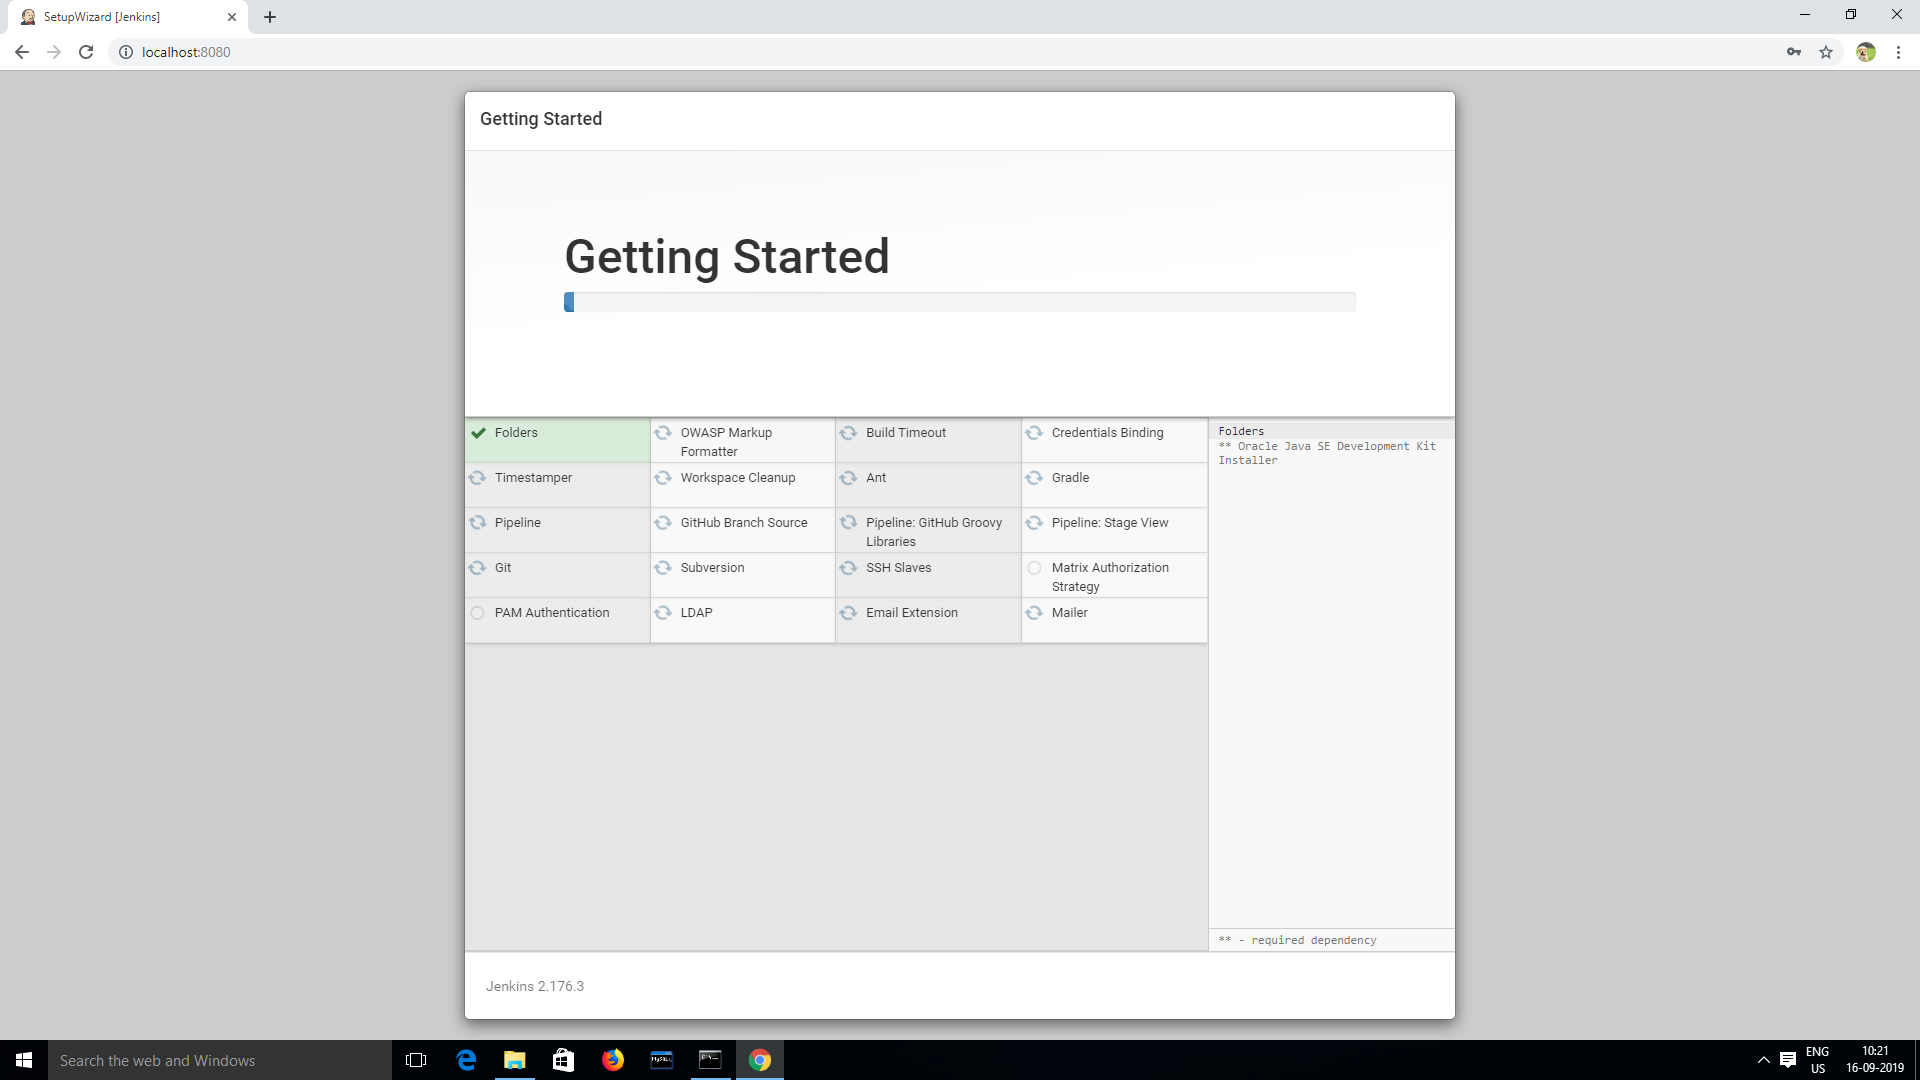 SetupWizard [Jenkins]
localhost:8080
Getting Started
Getting Started
Folders
OWASP Markup
Formatter
Build Timeout
Credentials Binding
Timestamper
Workspace Cleanup
Ant
Gradle
Pipeline
GitHub Branch Source
Pipeline: GitHub Groovy
Libraries
Pipeline: Stage View
Git
Subversion
SSH Slaves
Matrix Authorization
Strategy
PAM Authentication
LDAP
Email Extension
Mailer
Folders
** Oracle Java SE Development Kit
Installer
** - required dependency
Jenkins 2.176.3
Search the web and Windows
ENG
US
10:21
16-09-2019